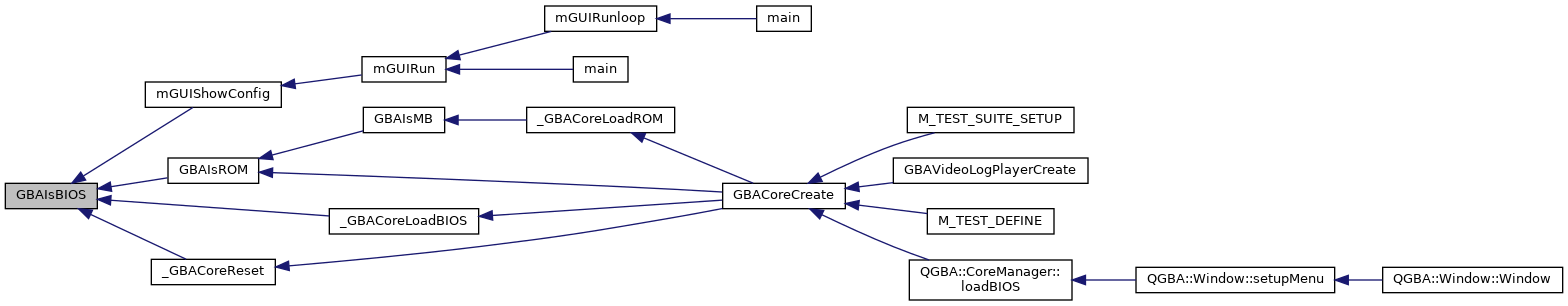 mGUIRunloop
main
mGUIRun
main
mGUIShowConfig
GBAIsMB
_GBACoreLoadROM
M_TEST_SUITE_SETUP
GBAIsROM
GBAVideoLogPlayerCreate
GBAIsBIOS
GBACoreCreate
_GBACoreLoadBIOS
M_TEST_DEFINE
_GBACoreReset
QGBA::CoreManager::
loadBIOS
QGBA::Window::setupMenu
QGBA::Window::Window